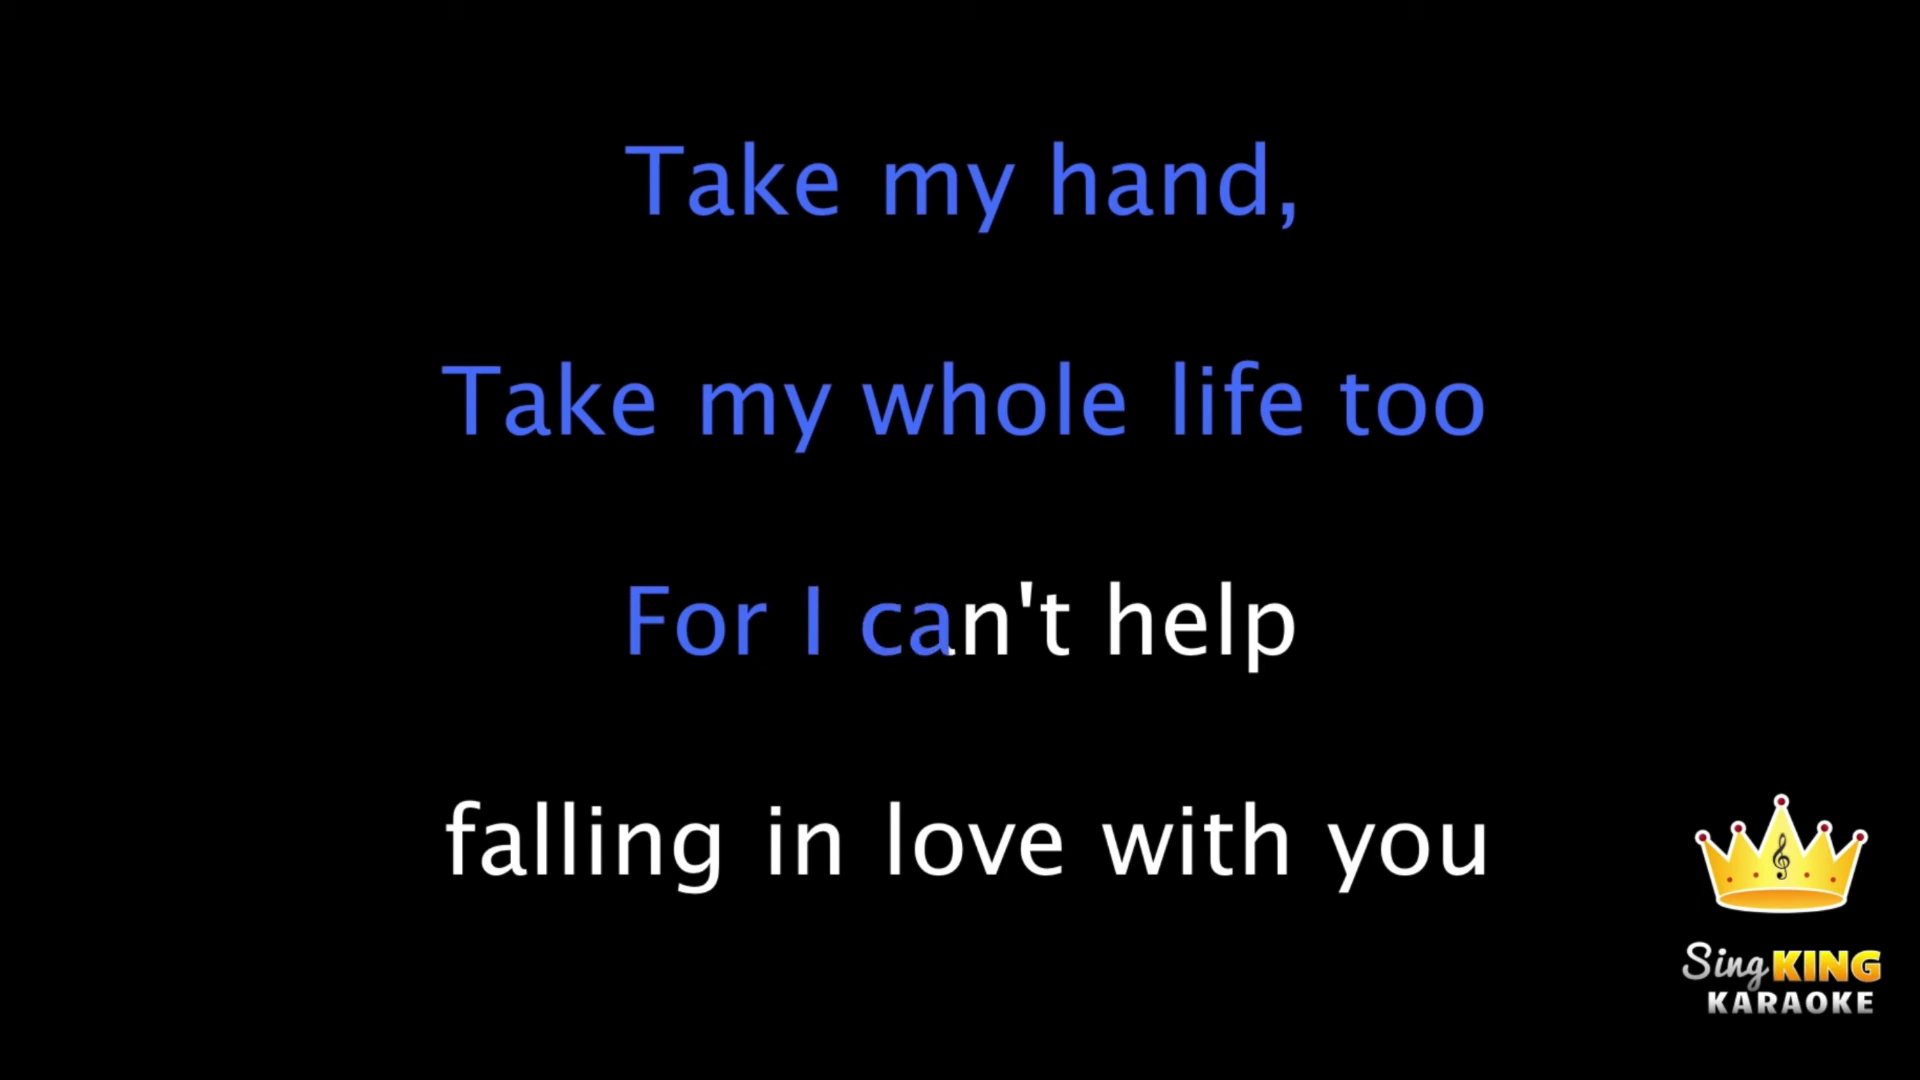 Take my hand,
Take my whole life too
For I can't help
falling in love with you
Sing KING
KARAOKE